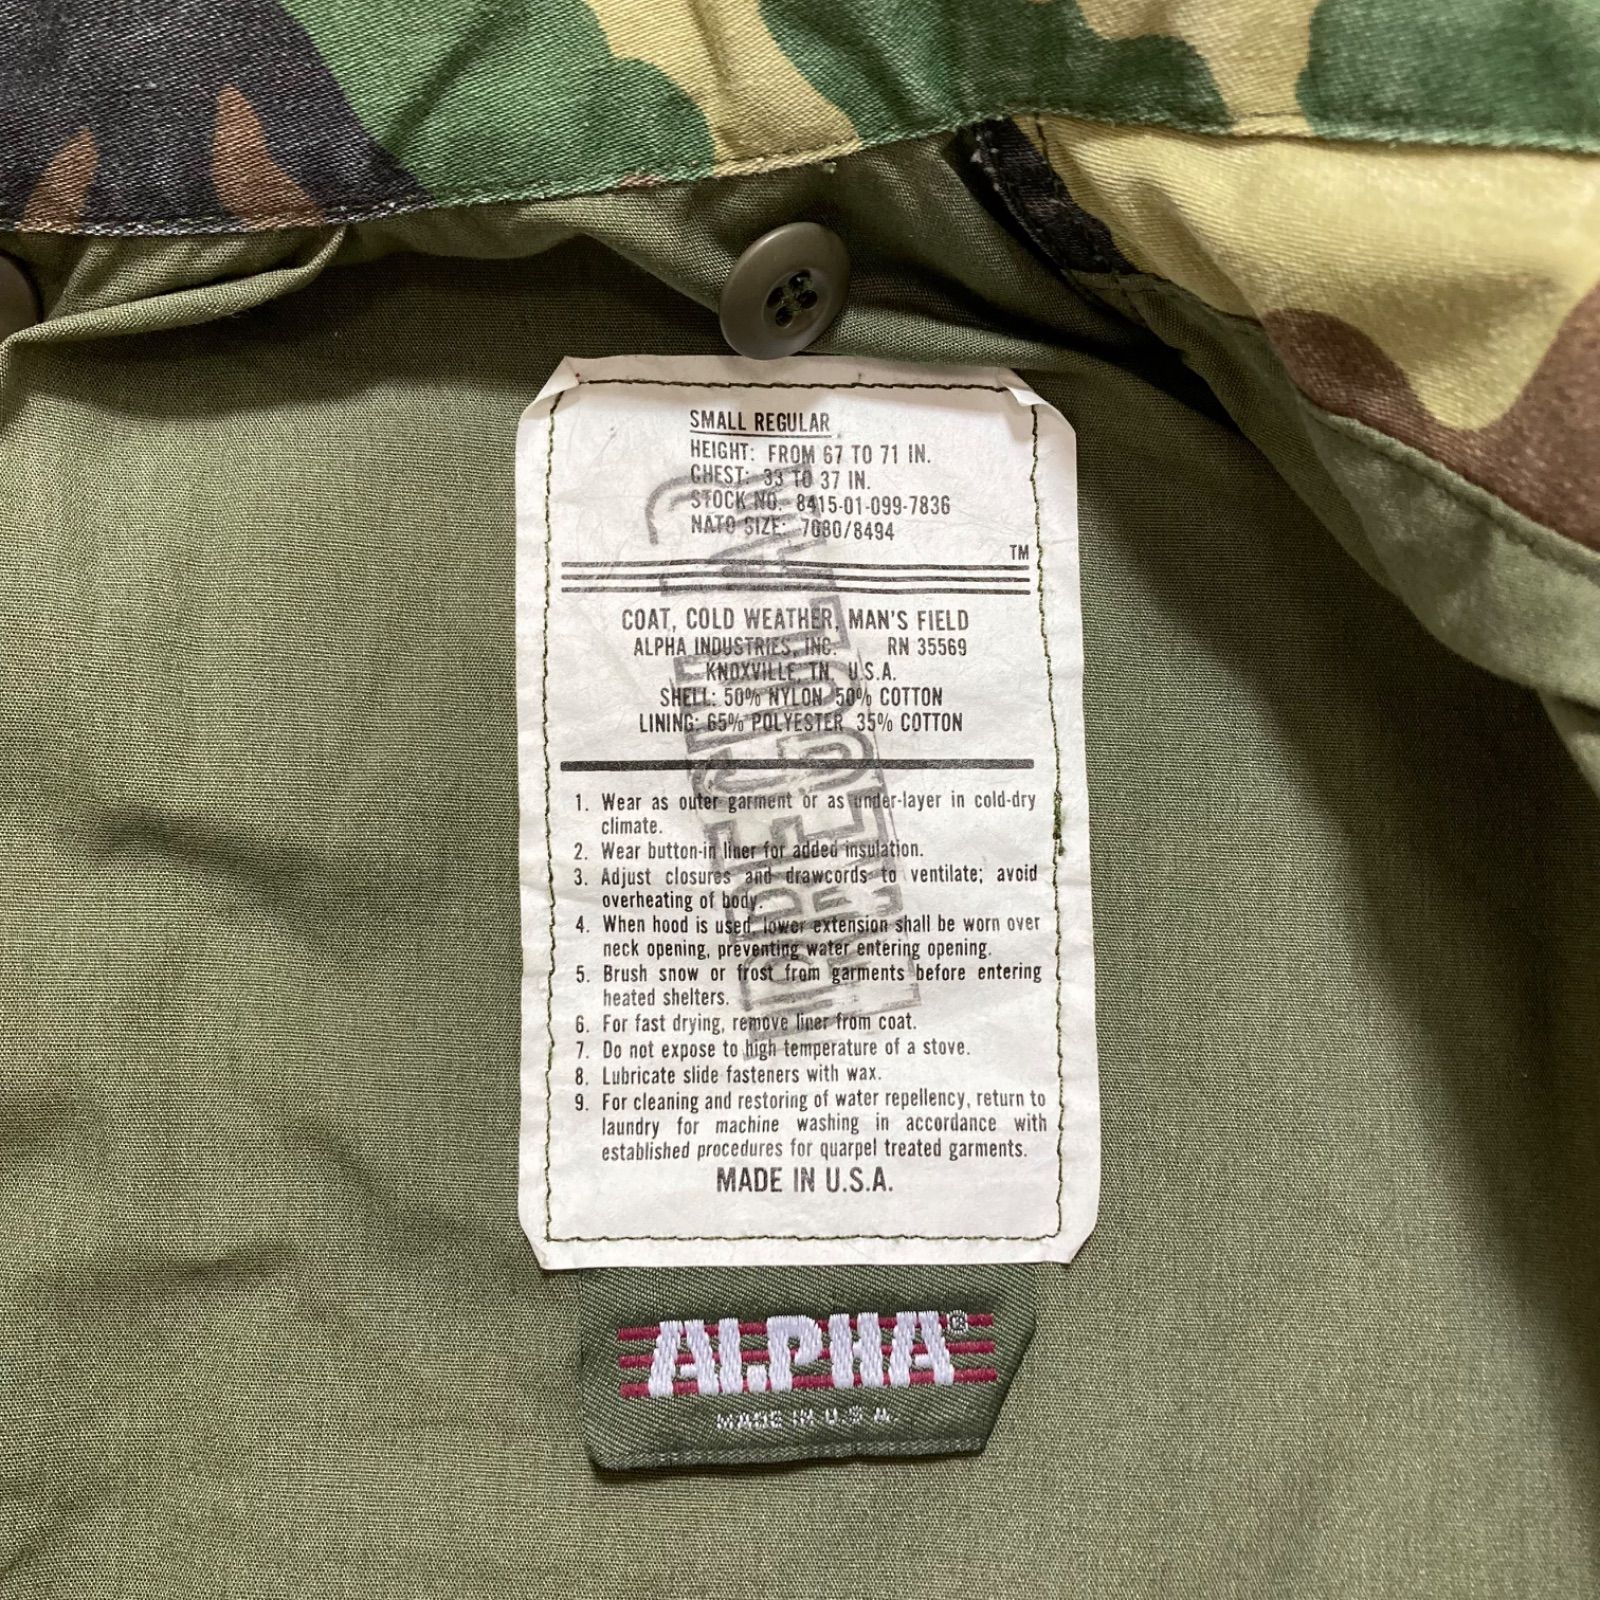 SMALL REGULAR
HEIGHT: FROM 67 TO 71 IN.
CHEST: 33 TO 37 IN.
STOCK NO. 8415-01-099-7836
NATO SIZE: 7080/8494
TM
COAT, COLD WEATHER, MAN'S FIELD
ALPHA INDUSTRIES, INC. RN 35569
KNOXVILLE, TN. U.S.A.
SHELL: 50% NYLON 50% COTTON
LINING: 65% POLYESTER 35% COTTON
1. Wear as outer garment or as under-layer in cold-dry
climate.
2. Wear button-in liner for added insulation.
3. Adjust closures and drawcords to ventilate; avoid
overheating of body.
4. When hood is used, lower extension shall be worn over
neck opening, preventing water entering opening.
5. Brush snow or frost from garments before entering
heated shelters.
6. For fast drying, remove liner from coat.
7. Do not expose to high temperature of a stove.
8. Lubricate slide fasteners with wax.
9. For cleaning and restoring of water repellency, return to
laundry for machine washing in accordance with
established procedures for quarpel treated garments.
MADE IN U.S.A.
ALPHA®
MADE IN U.S.A.